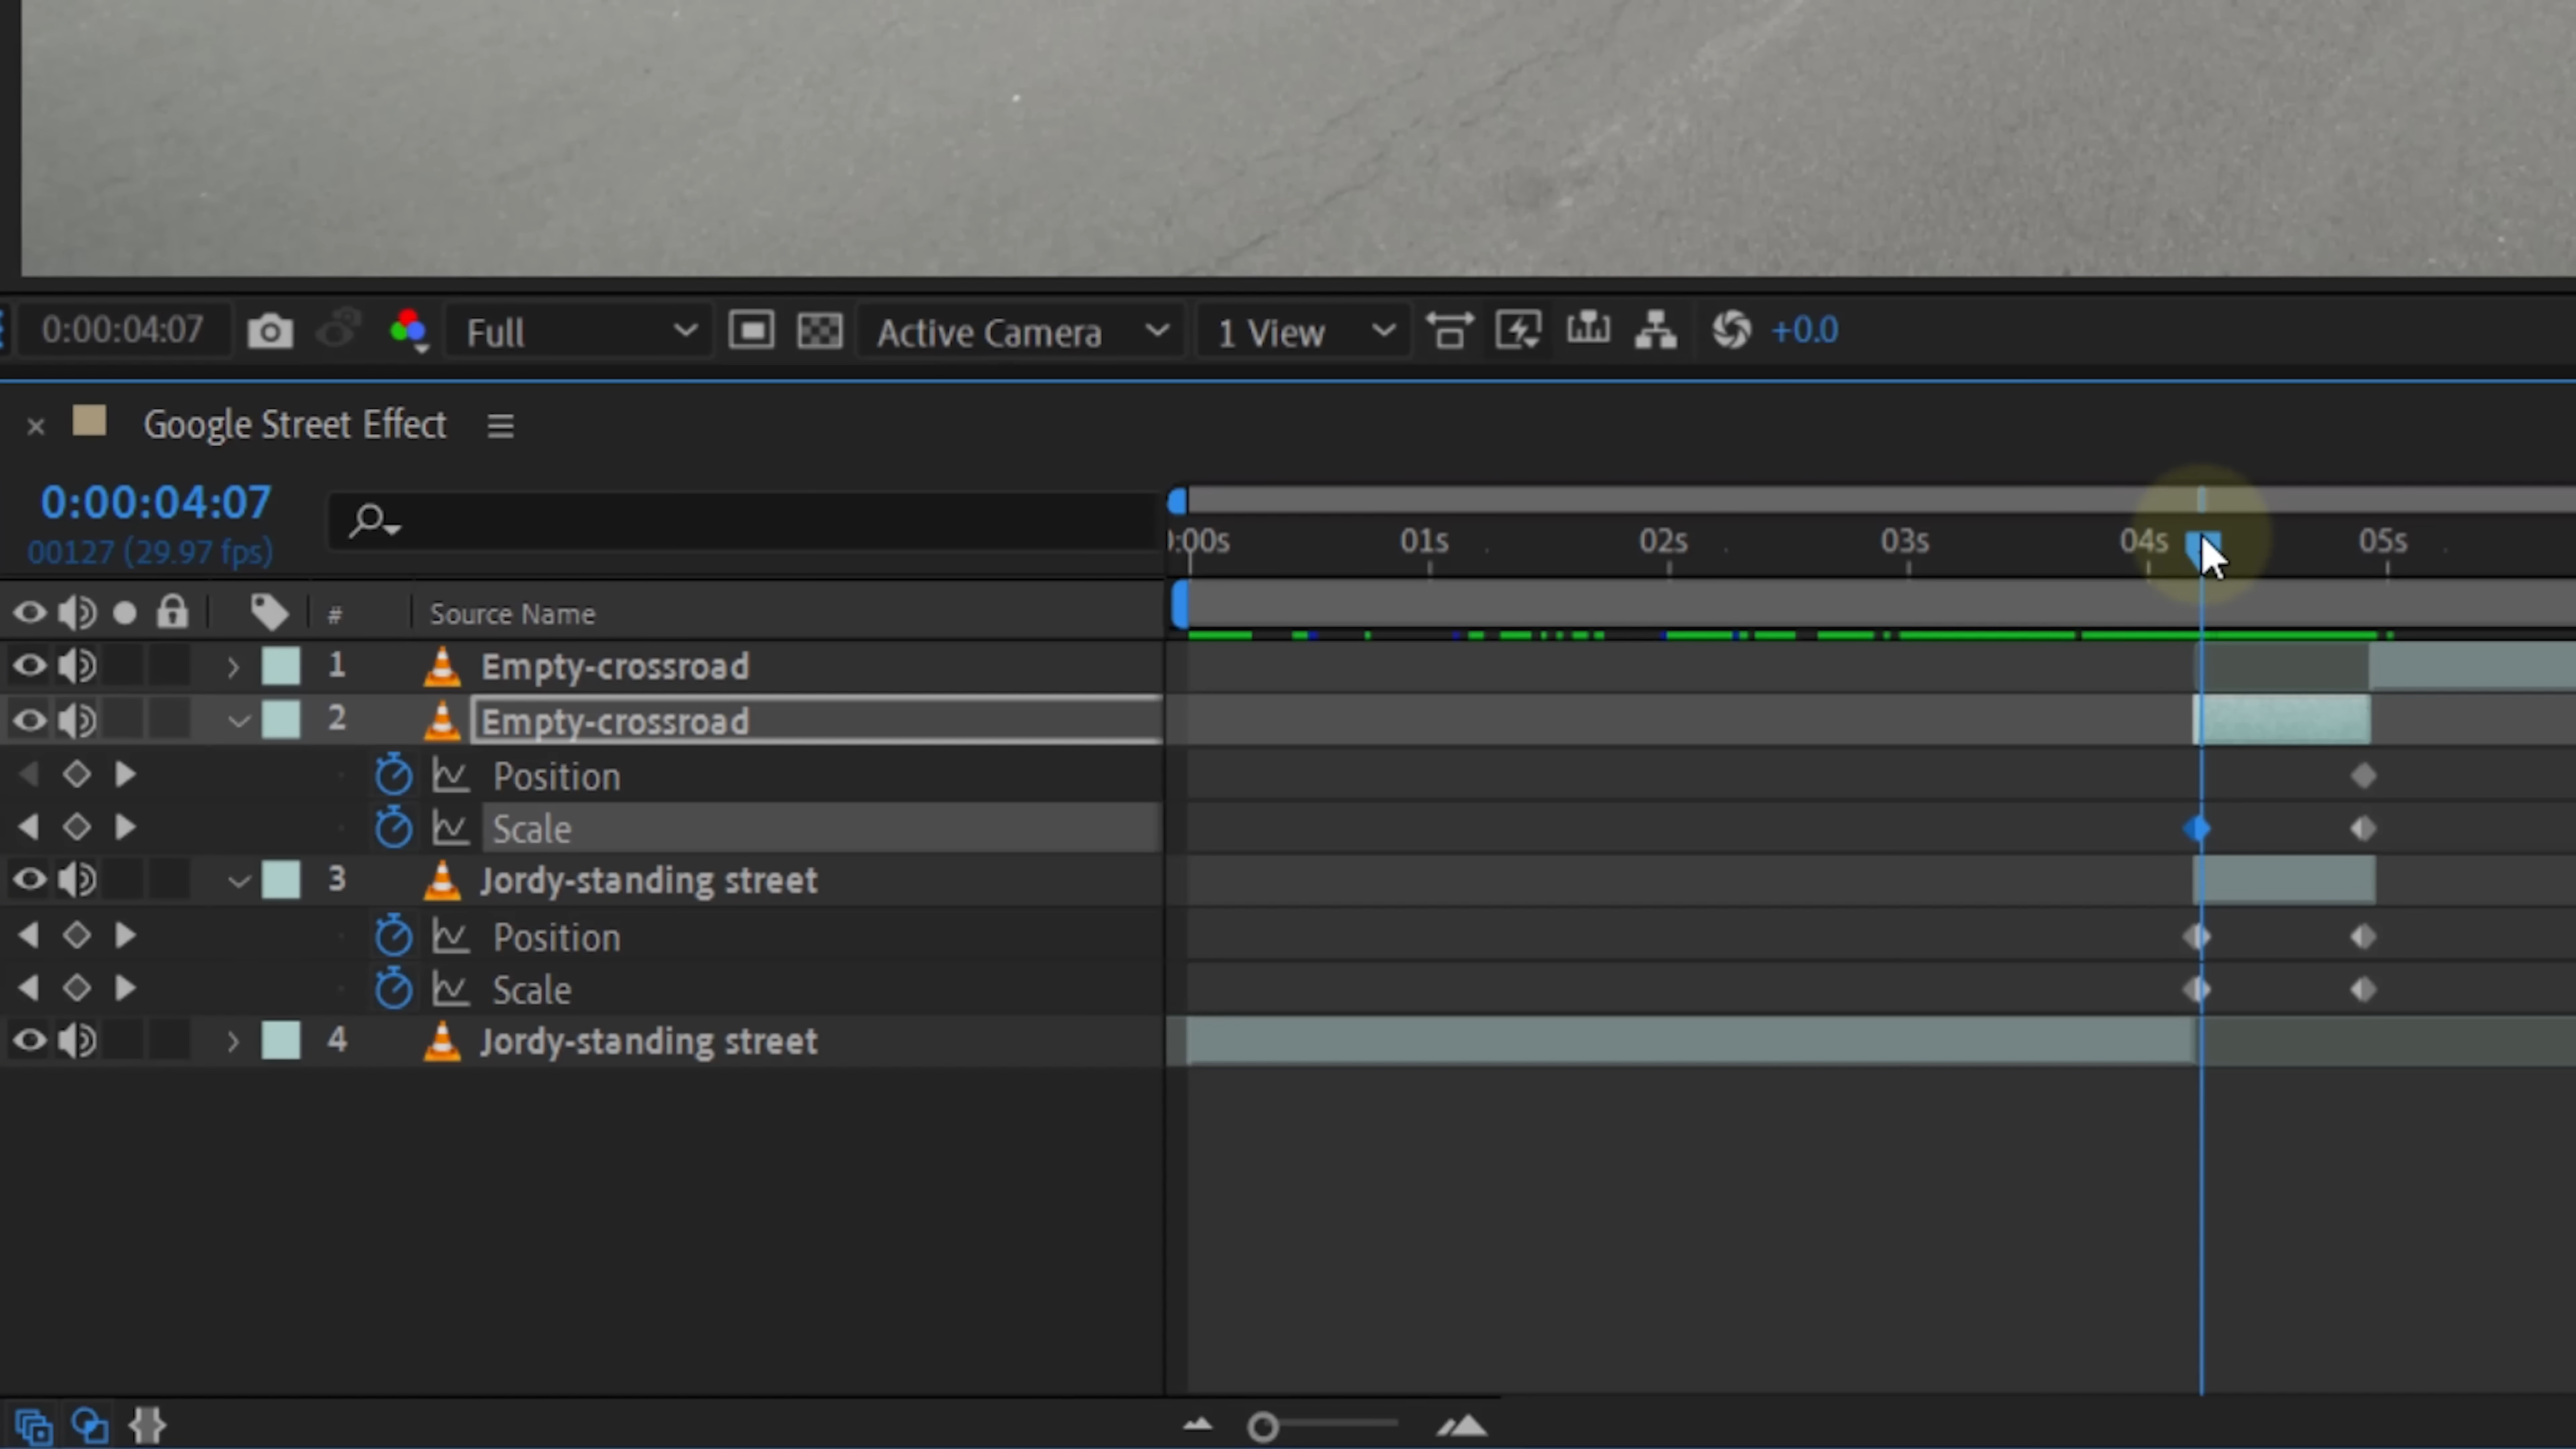 0:00:04:07 Full Active Camera 1 View +0.0
Google Street Effect
0:00:04:07
00127 (29.97 fps)
:00s 01s 02s 03s 04s 05s
# Source Name
1 Empty-crossroad
2 Empty-crossroad
Position
Scale
3 Jordy-standing street
Position
Scale
4 Jordy-standing street